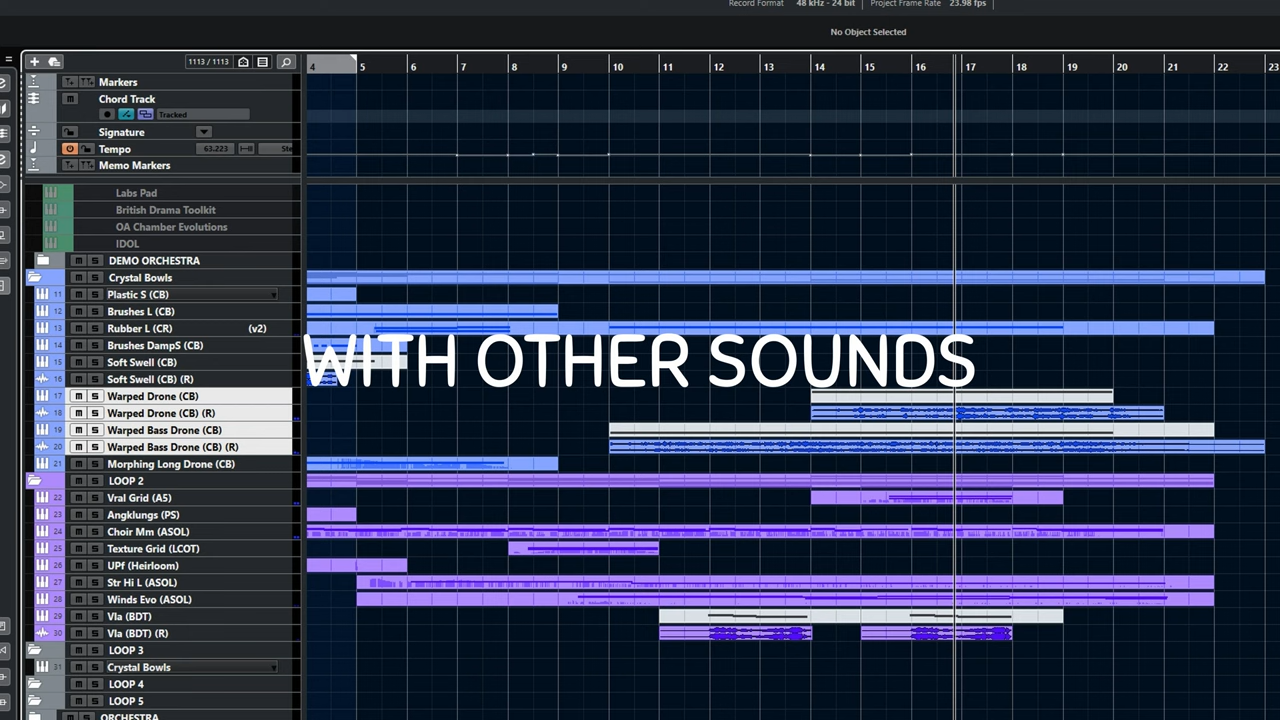 Record Format 48 kHz - 24 bit Project Frame Rate 23.98 fps
No Object Selected
1113 / 1113
4 5 6 7 8 9 10 11 12 13 14 15 16 17 18 19 20 21 22 23
Markers
Chord Track
Tracked
Signature
Tempo 63.223 Ste
Memo Markers
Labs Pad
British Drama Toolkit
OA Chamber Evolutions
IDOL
M S DEMO ORCHESTRA
M S Crystal Bowls
11 M S Plastic S (CB)
12 M S Brushes L (CB)
13 M S Rubber L (CR) (v2)
14 M S Brushes DampS (CB)
WITH OTHER SOUNDS
15 M S Soft Swell (CB)
16 M S Soft Swell (CB) (R)
17 M S Warped Drone (CB)
18 M S Warped Drone (CB) (R)
19 M S Warped Bass Drone (CB)
20 M S Warped Bass Drone (CB) (R)
21 M S Morphing Long Drone (CB)
M S LOOP 2
22 M S Vral Grid (A5)
23 M S Angklungs (PS)
24 M S Choir Mm (ASOL)
25 M S Texture Grid (LCOT)
26 M S UPf (Heirloom)
27 M S Str Hi L (ASOL)
28 M S Winds Evo (ASOL)
29 M S Vla (BDT)
30 M S Vla (BDT) (R)
M S LOOP 3
31 M S Crystal Bowls
M S LOOP 4
M S LOOP 5
ORCHESTRA